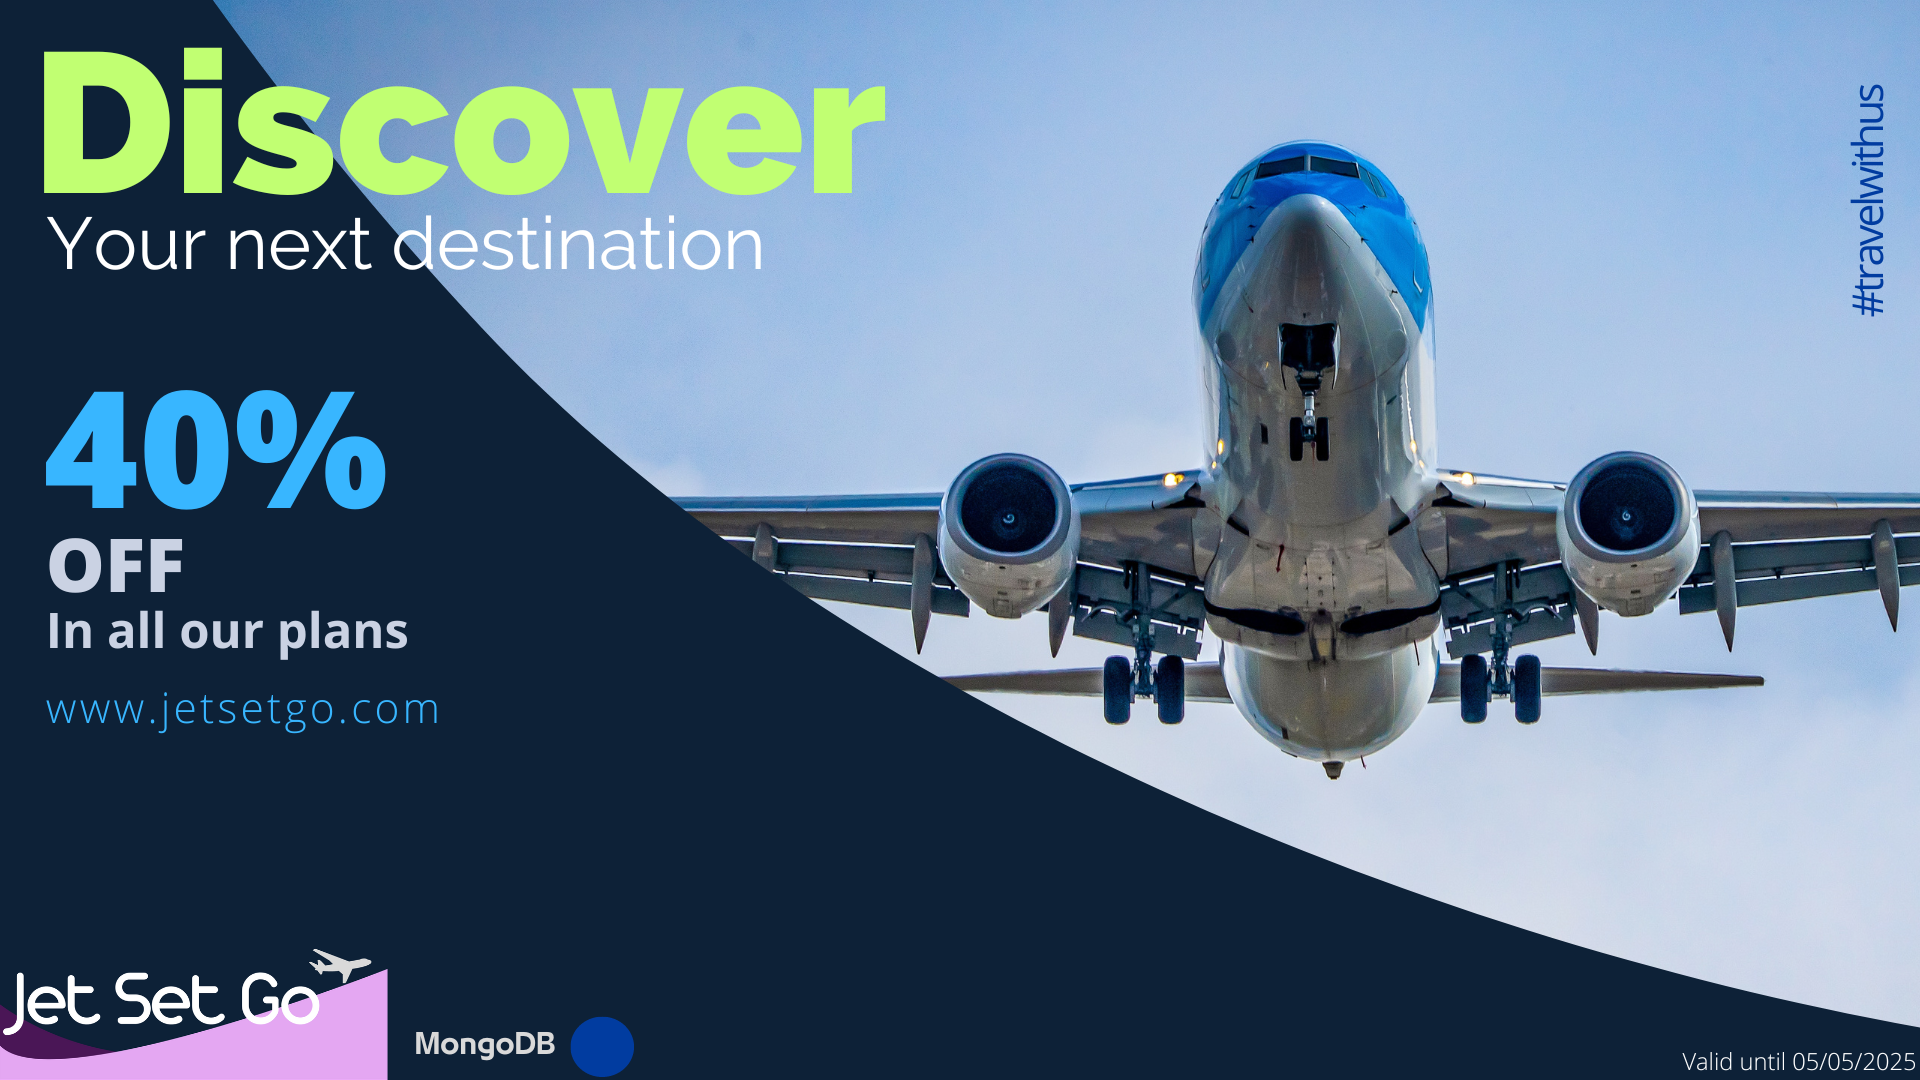 Discover
Your next destination
#travelwithus
40%
OFF
In all our plans
www.jetsetgo.com
Jet Set Go
MongoDB
Valid until 05/05/2025